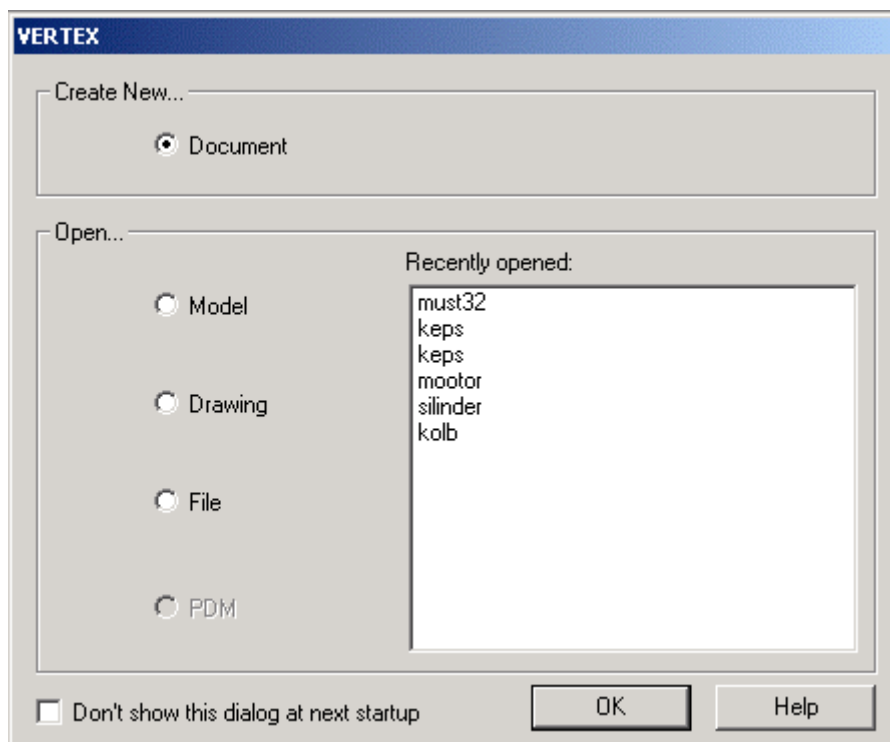 VERTEX
Create New...
Document
Open...
Recently opened:
Model
Drawing
File
PDM
must32
keps
keps
mootor
silinder
kolb
Don't show this dialog at next startup
OK
Help